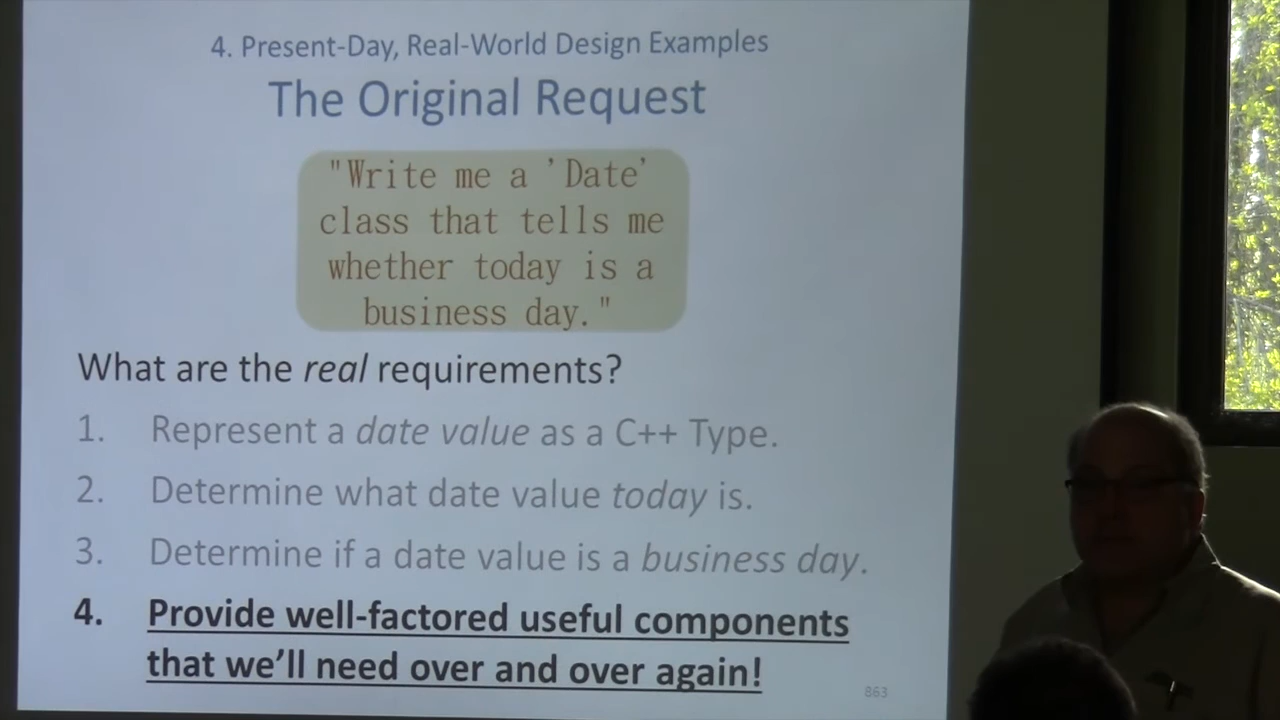 4. Present-Day, Real-World Design Examples
The Original Request
"Write me a 'Date'
class that tells me
whether today is a
business day."
What are the real requirements?
1. Represent a date value as a C++ Type.
2. Determine what date value today is.
3. Determine if a date value is a business day.
4. Provide well-factored useful components
that we'll need over and over again!
863